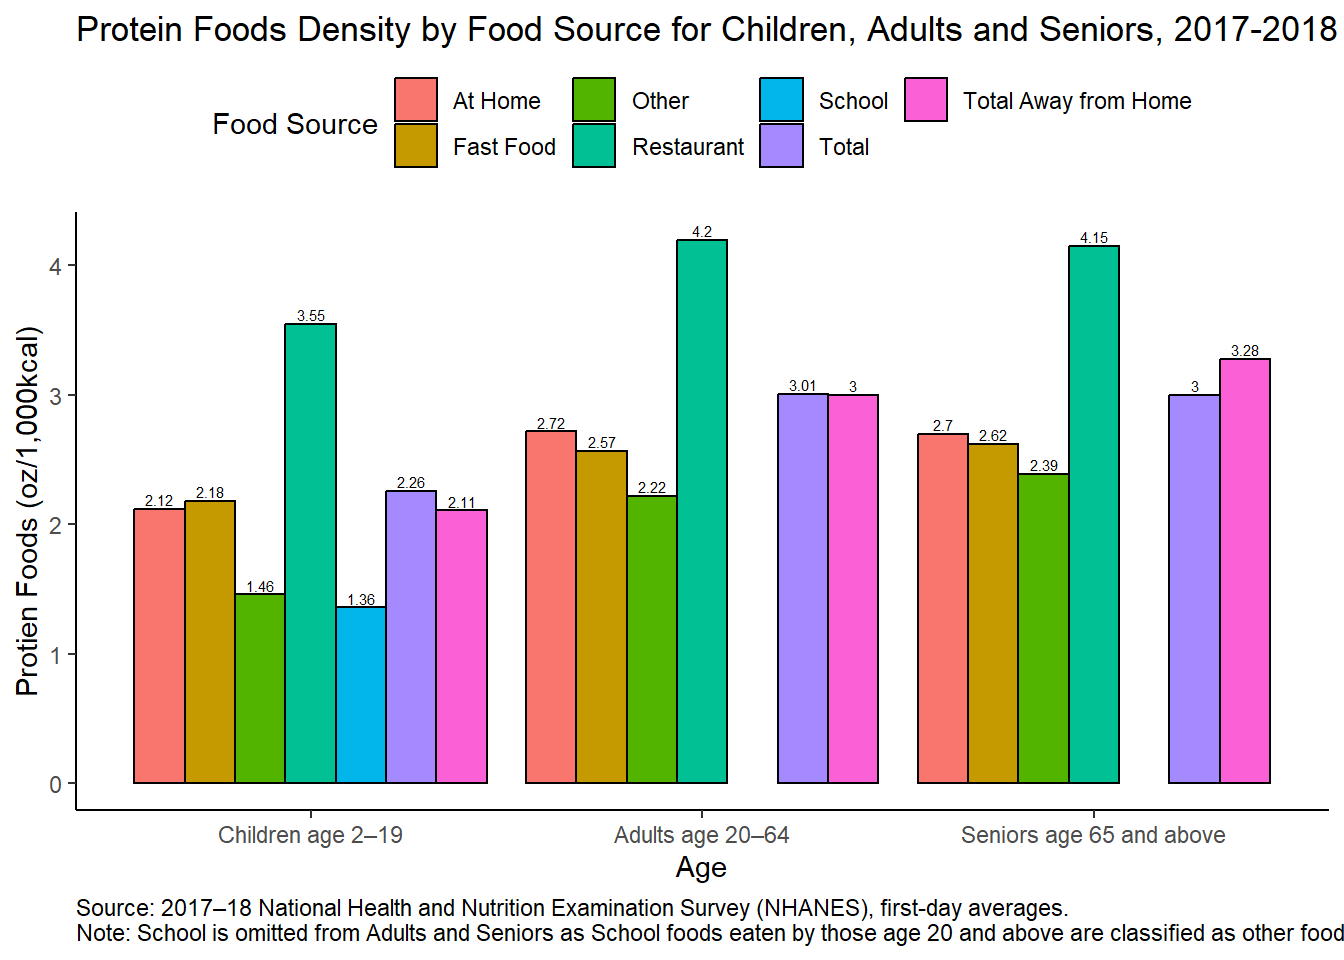 Protein Foods Density by Food Source for Children, Adults and Seniors, 2017-2018
Food Source
At Home
Other
School
Total Away from Home
Fast Food
Restaurant
Total
Protien Foods (oz/1,000kcal)
4
3
2
1
0
2.12
2.18
1.46
3.55
1.36
2.26
2.11
2.72
2.57
2.22
4.2
3.01
3
2.7
2.62
2.39
4.15
3
3.28
Children age 2–19
Adults age 20–64
Seniors age 65 and above
Age
Source: 2017–18 National Health and Nutrition Examination Survey (NHANES), first-day averages.
Note: School is omitted from Adults and Seniors as School foods eaten by those age 20 and above are classified as other food